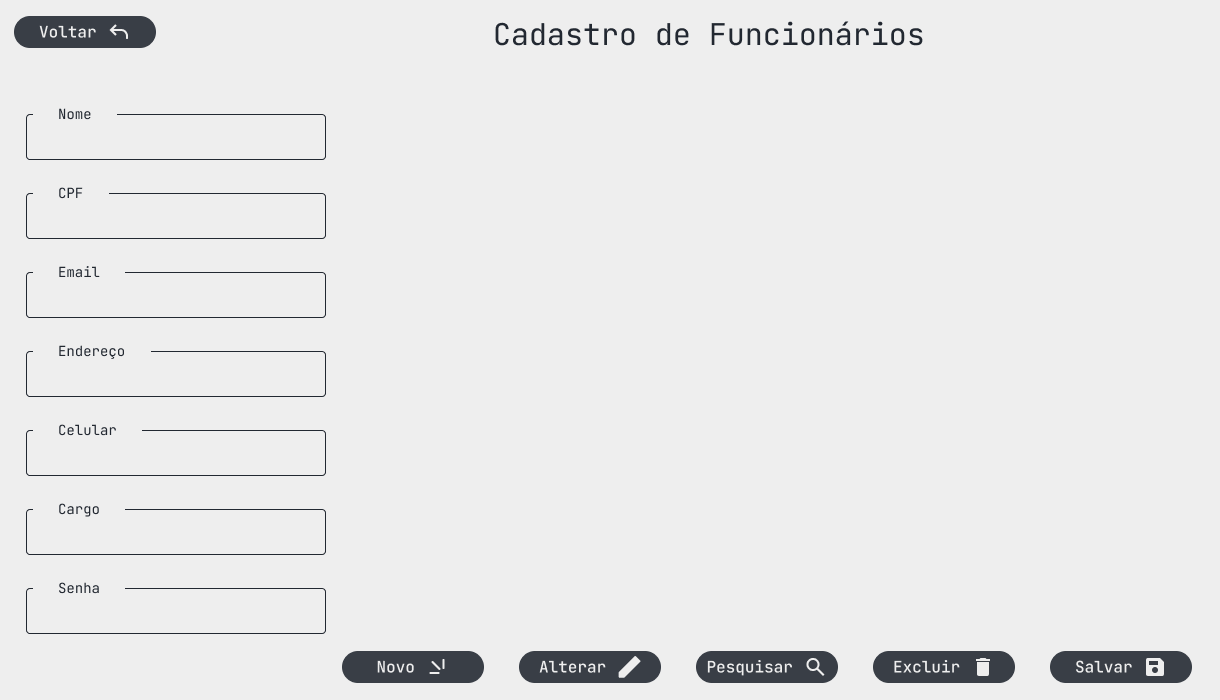 Voltar
Cadastro de Funcionários
Nome
CPF
Email
Endereço
Celular
Cargo
Senha
Novo
Alterar
Pesquisar
Excluir
Salvar